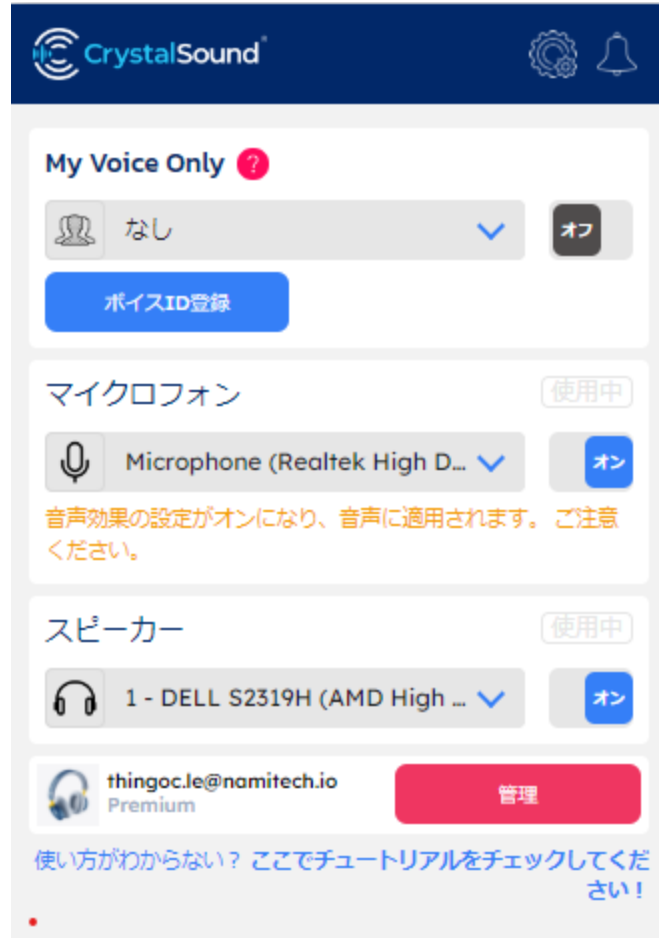 CrystalSound
My Voice Only ?
なし
オフ
ボイスID登録
マイクロフォン
使用中
Microphone (Realtek High D...
オン
音声効果の設定がオンになり、音声に適用されます。 ご注意
ください。
スピーカー
使用中
1 - DELL S2319H (AMD High ...
オン
thingoc.le@namitech.io
Premium
管理
使い方がわからない? ここでチュートリアルをチェックしてくだ
さい!